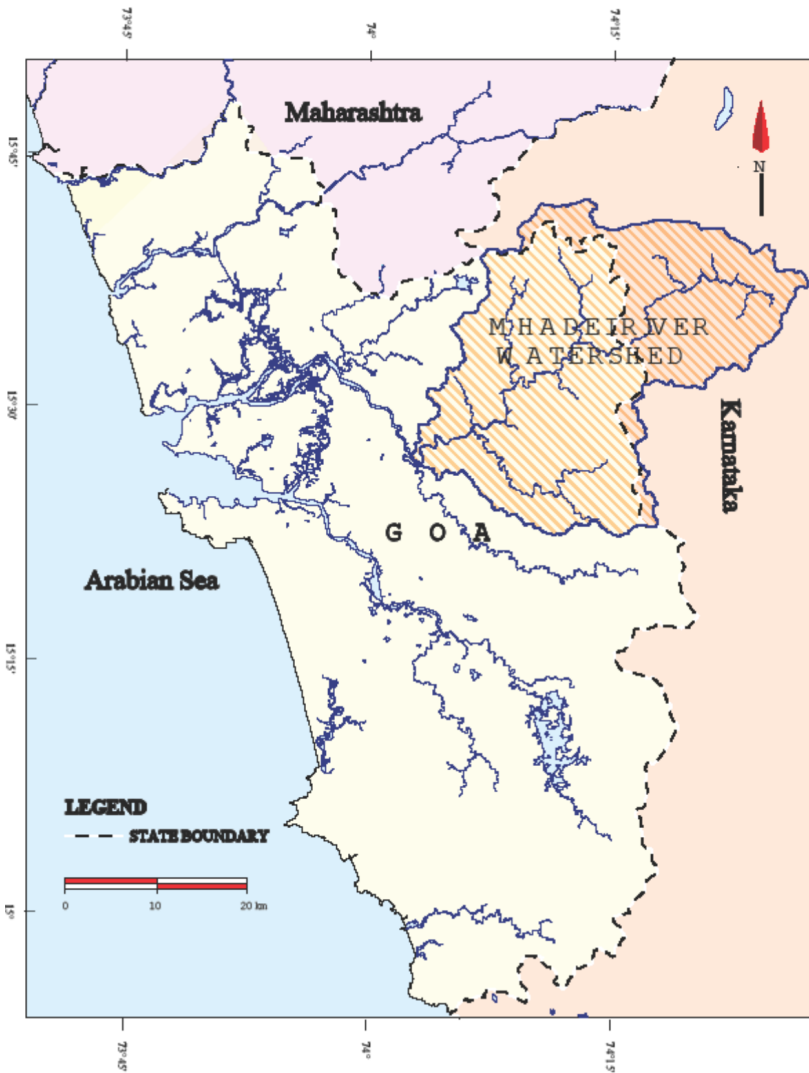 73°45'
74°
74°15'
Maharashtra
15°45'
N
MHADEI RIVER
WATERSHED
15°30'
Karnataka
G O A
Arabian Sea
15°15'
LEGEND
STATE BOUNDARY
0 10 20 km
15°
73°45'
74°
74°15'